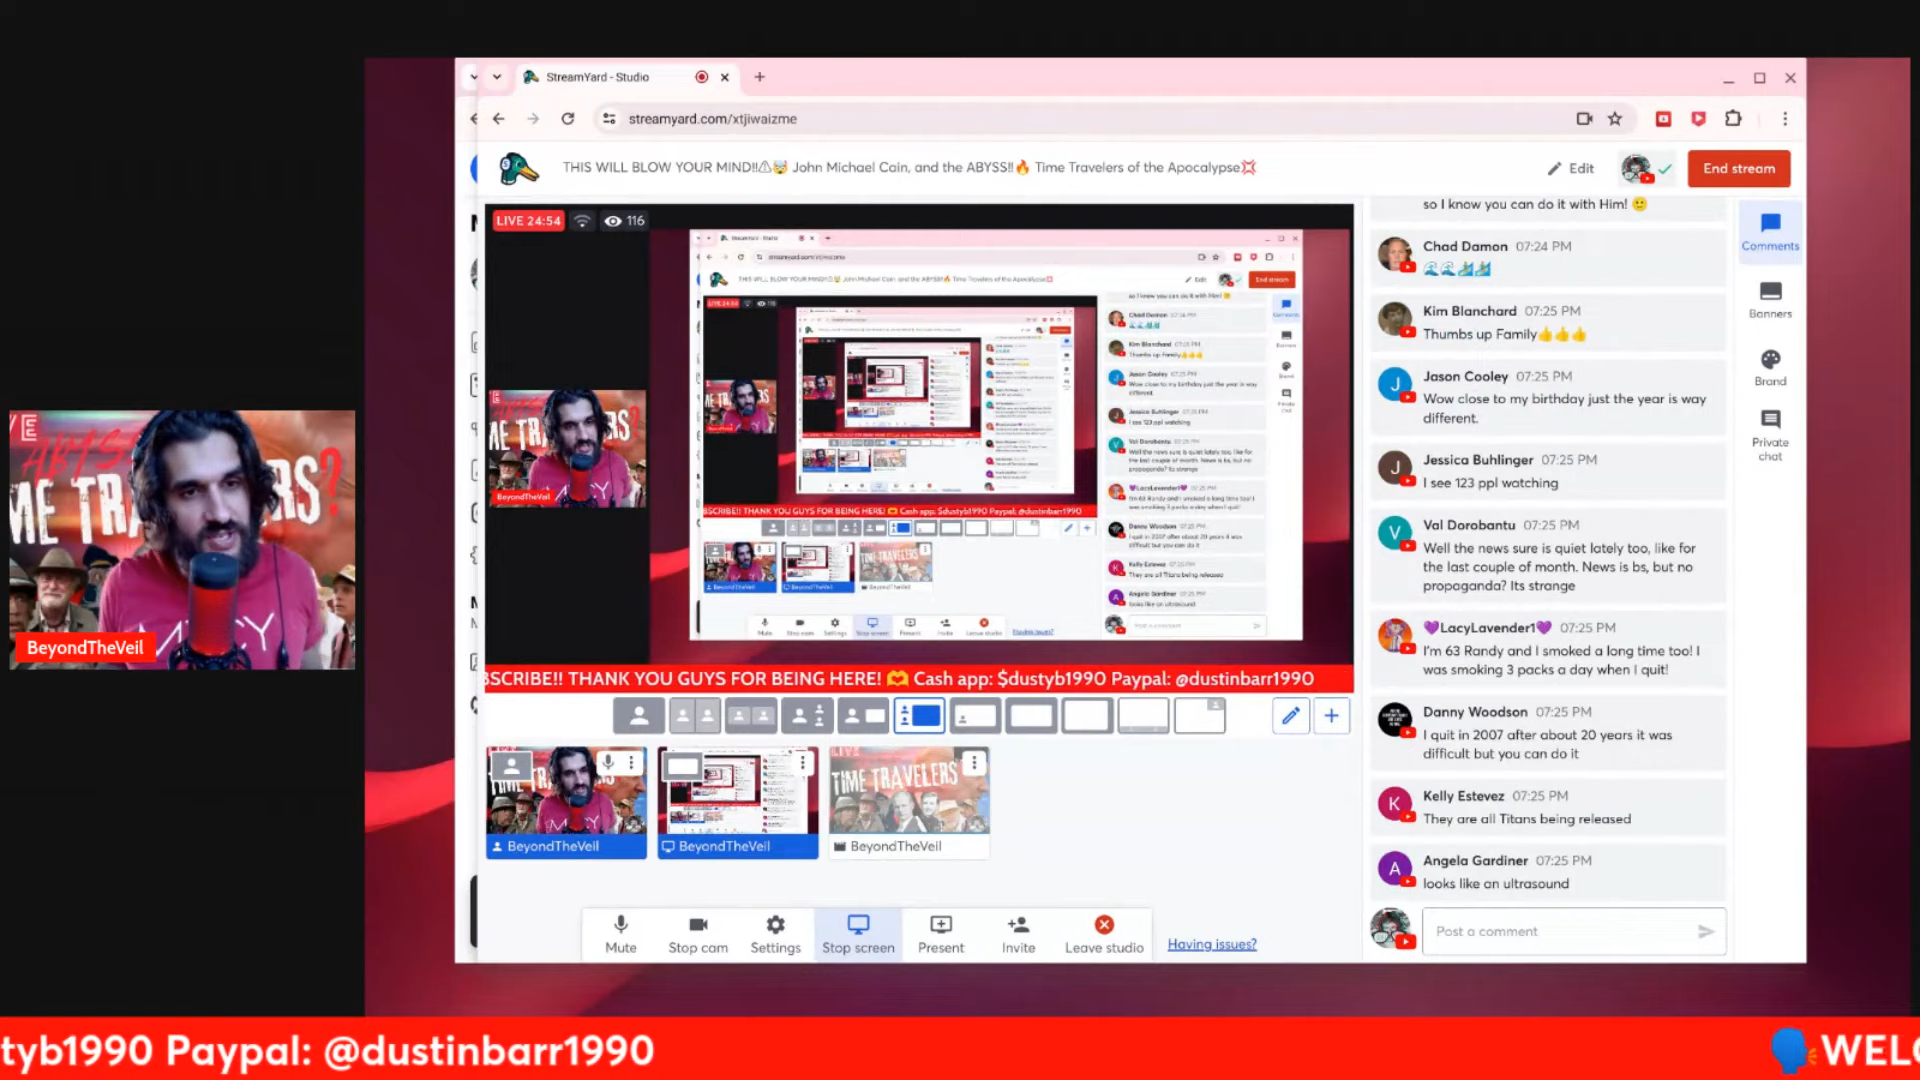 StreamYard - Studio
streamyard.com/xtjiwaizme
THIS WILL BLOW YOUR MIND!!⚠🤯 John Michael Cain, and the ABYSS!!🔥 Time Travelers of the Apocalypse💢
Edit
End stream
LIVE 24:54
116
so I know you can do it with Him! 🙂
Chad Damon 07:24 PM
🌊🌊🏄🏄
Kim Blanchard 07:25 PM
Thumbs up Family👍👍👍
J
Jason Cooley 07:25 PM
Wow close to my birthday just the year is way
different.
J
Jessica Buhlinger 07:25 PM
I see 123 ppl watching
V
Val Dorobantu 07:25 PM
Well the news sure is quiet lately too, like for
the last couple of month. News is bs, but no
propaganda? Its strange
💜LacyLavender1💜 07:25 PM
I'm 63 Randy and I smoked a long time too! I
was smoking 3 packs a day when I quit!
Danny Woodson 07:25 PM
I quit in 2007 after about 20 years it was
difficult but you can do it
K
Kelly Estevez 07:25 PM
They are all Titans being released
A
Angela Gardiner 07:25 PM
looks like an ultrasound
Post a comment
Comments
Banners
Brand
Private
chat
ABYSS
ME TRA
RS?
BeyondTheVeil
BeyondTheVeil
SCRIBE!! THANK YOU GUYS FOR BEING HERE! 🫶 Cash app: $dustyb1990 Paypal: @dustinbarr1990
TIME TRAVELERS
BeyondTheVeil
BeyondTheVeil
BeyondTheVeil
Mute
Stop cam
Settings
Stop screen
Present
Invite
Leave studio
Having issues?
tyb1990 Paypal: @dustinbarr1990
🗣WEL